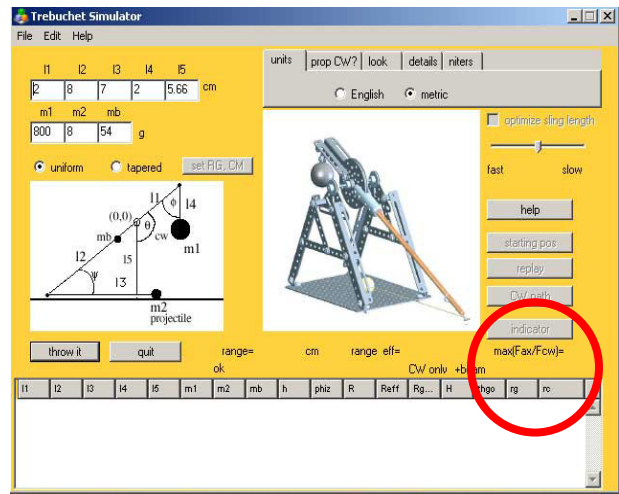 Trebuchet Simulator
File Edit Help
l1 l2 l3 l4 l5
2 8 7 2 5.66 cm
m1 m2 mb
800 8 54 g
uniform tapered set RG, CM
units prop CW? look details niters
English metric
optimize sling length
fast slow
help
starting pos
replay
CW path
indicator
l1 ϕ l4
(0,0) θ
mb cw m1
l2 l5
ψ l3
m2
projectile
throw it quit range= cm range eff= max(Fax/Fcw)=
ok CW only +beam
l1 l2 l3 l4 l5 m1 m2 mb h phiz R Reff Rg... H thgo rg rc